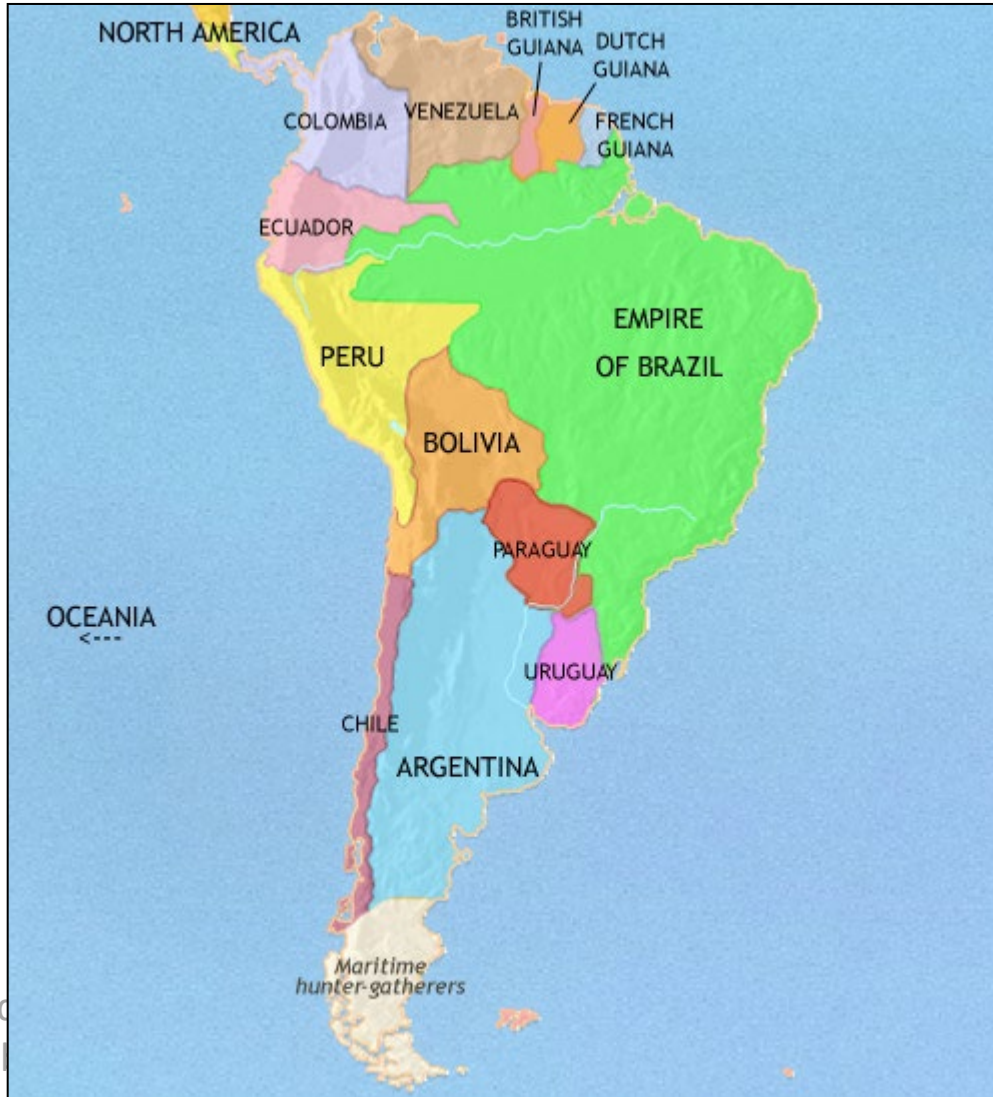 NORTH AMERICA
BRITISH
GUIANA
DUTCH
GUIANA
COLOMBIA
VENEZUELA
FRENCH
GUIANA
ECUADOR
EMPIRE
OF BRAZIL
PERU
BOLIVIA
PARAGUAY
OCEANIA
<---
URUGUAY
CHILE
ARGENTINA
Maritime
hunter-gatherers